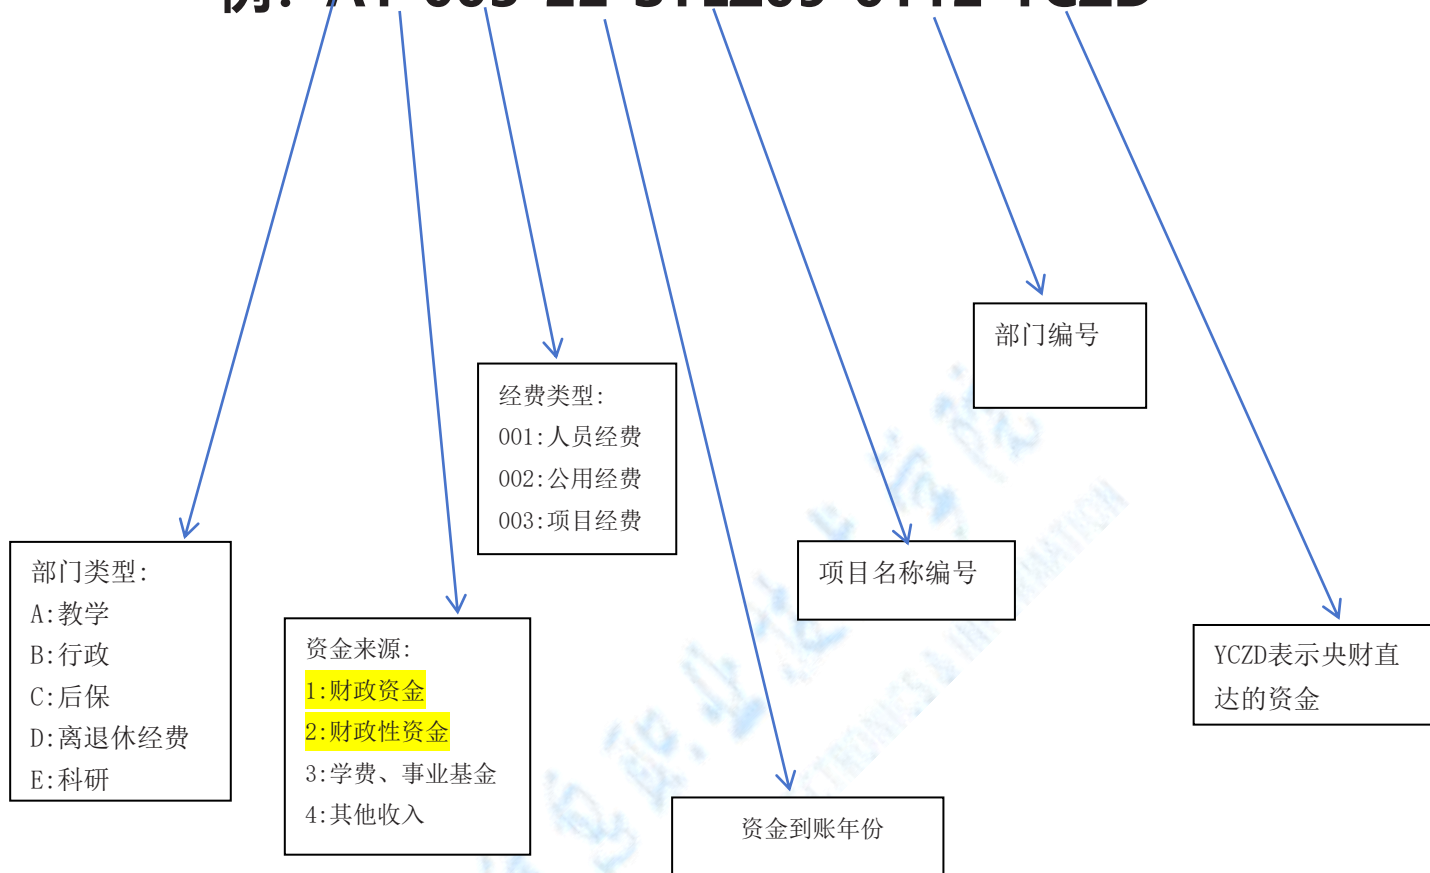 部门编号
经费类型:
001:人员经费
002:公用经费
003:项目经费
部门类型:
A:教学
B:行政
C:后保
D:离退休经费
E:科研
项目名称编号
资金来源:
1:财政资金
2:财政性资金
3:学费、事业基金
4:其他收入
YCZD表示央财直
达的资金
资金到账年份